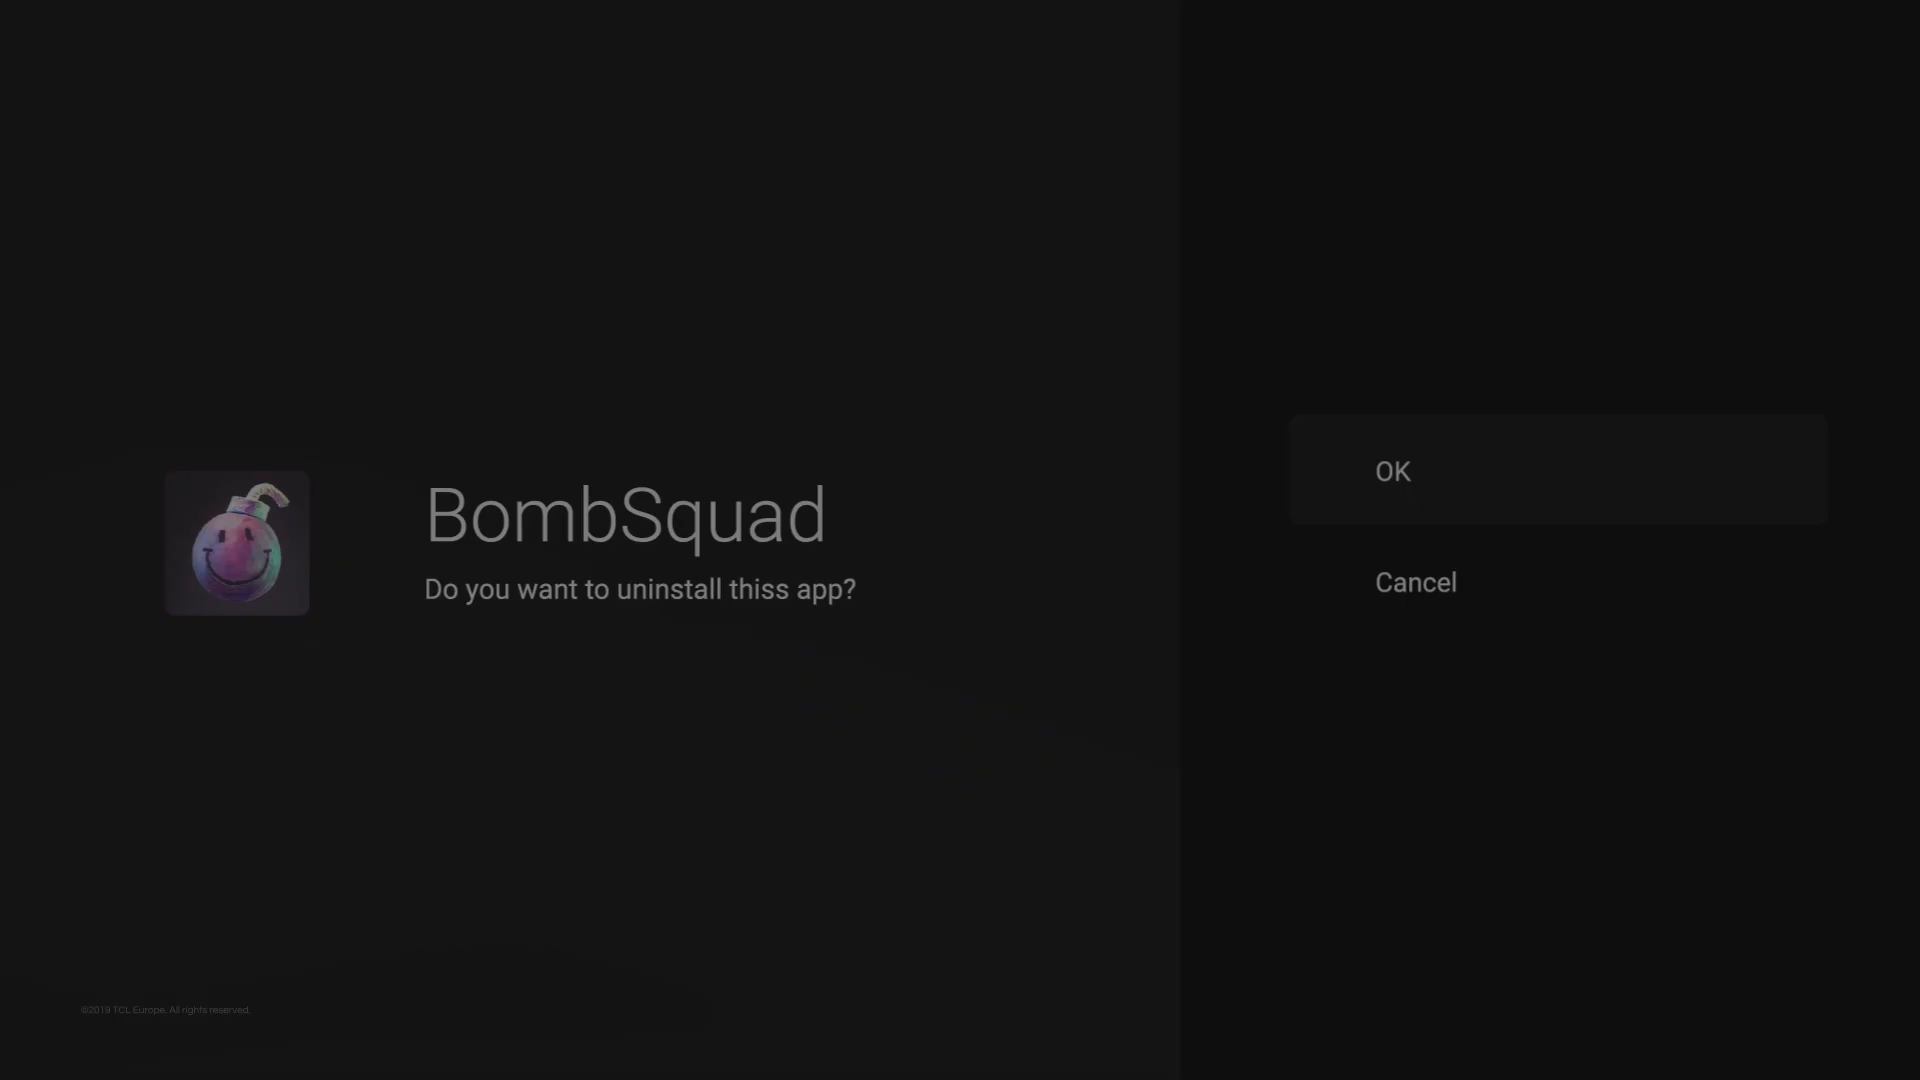 BombSquad
Do you want to uninstall thiss app?
OK
Cancel
©2019 TCL Europe. All rights reserved.